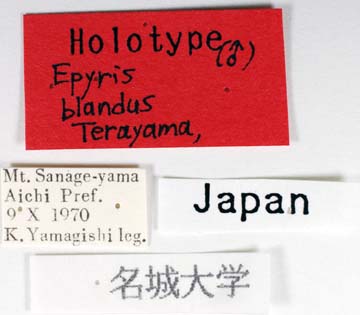 Holotype(♂)
Epyris
blandus
Terayama,
Mt. Sanage-yama
Aichi Pref.
9 X 1970
K. Yamagishi leg.
Japan
名城大学